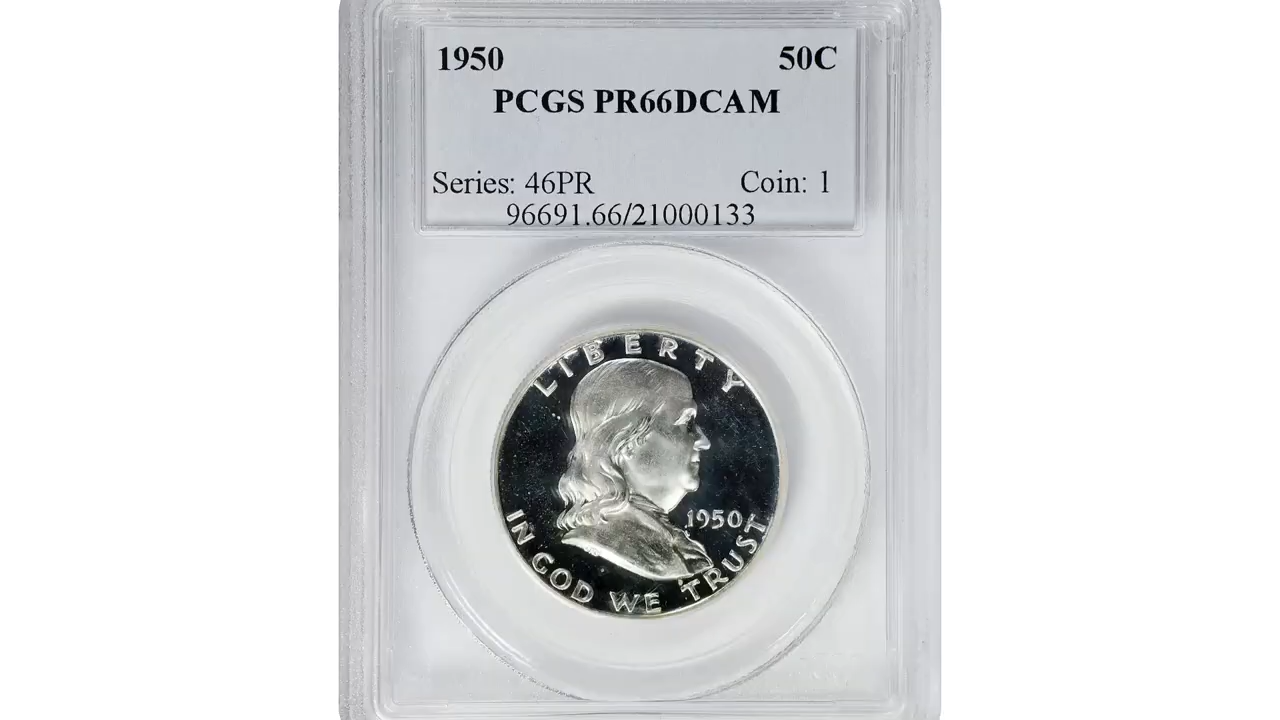 1950 50C
PCGS PR66DCAM
Series: 46PR Coin: 1
96691.66/21000133
LIBERTY
1950
IN GOD WE TRUST